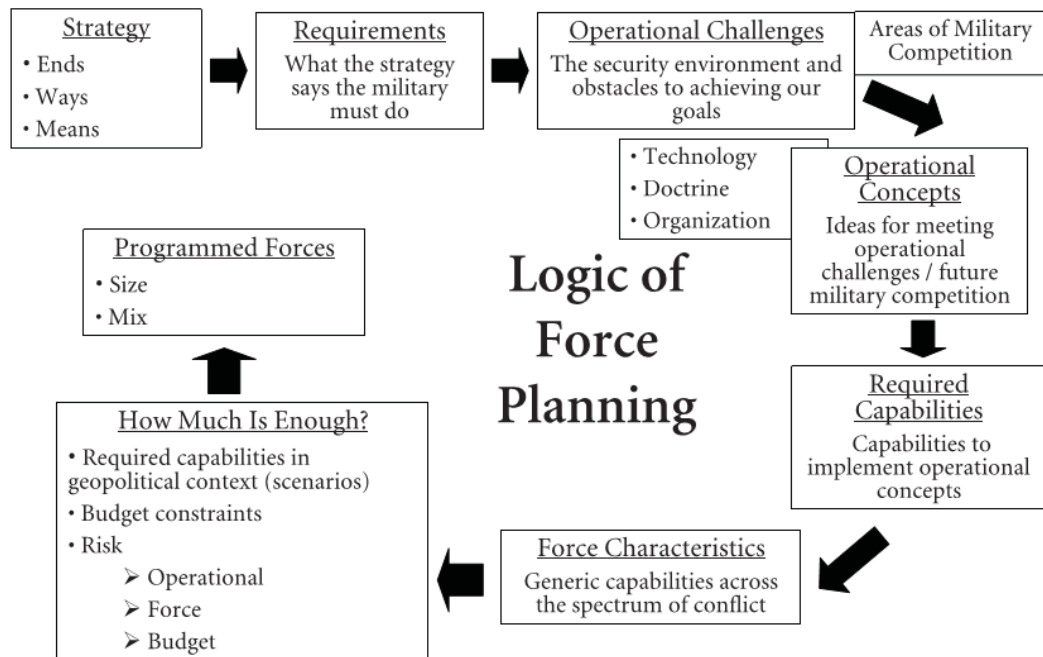 Strategy
• Ends
• Ways
• Means
Requirements
What the strategy
says the military
must do
Operational Challenges
The security environment and
obstacles to achieving our
goals
Areas of Military
Competition
• Technology
• Doctrine
• Organization
Operational
Concepts
Ideas for meeting
operational
challenges / future
military competition
Logic of
Force
Planning
Required
Capabilities
Capabilities to
implement operational
concepts
Force Characteristics
Generic capabilities across
the spectrum of conflict
How Much Is Enough?
• Required capabilities in
geopolitical context (scenarios)
• Budget constraints
• Risk
➢ Operational
➢ Force
➢ Budget
Programmed Forces
• Size
• Mix